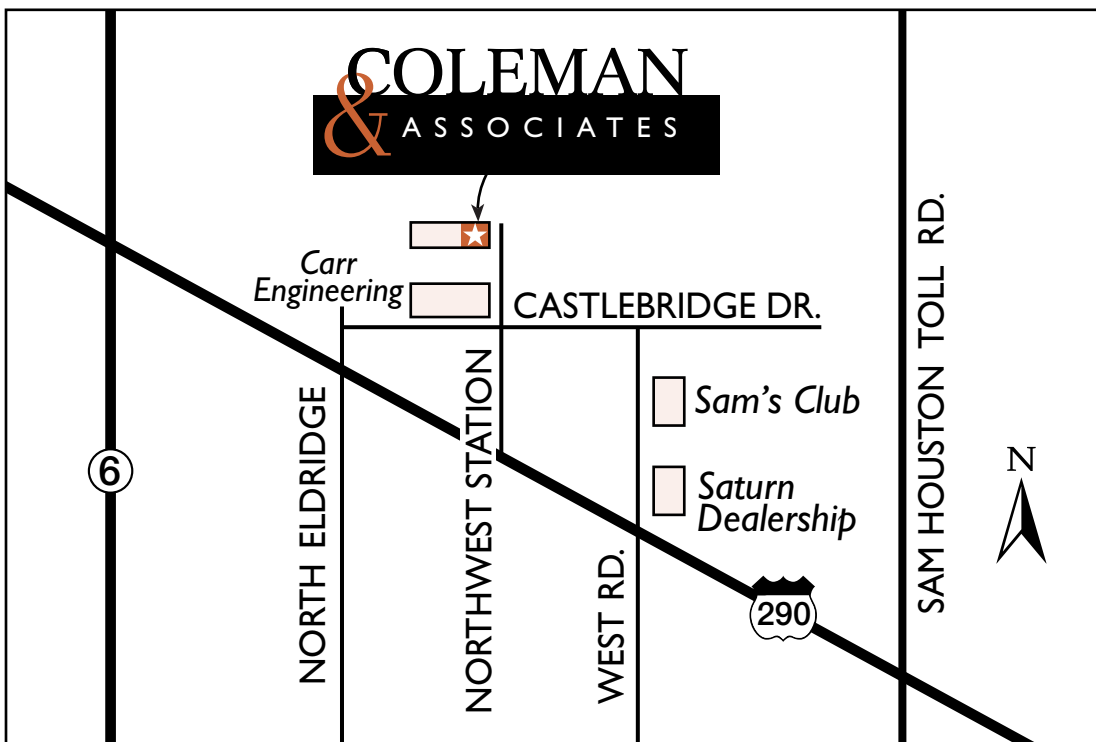 COLEMAN
& ASSOCIATES
Carr
Engineering
CASTLEBRIDGE DR.
Sam's Club
Saturn
Dealership
NORTH ELDRIDGE
NORTHWEST STATION
WEST RD.
SAM HOUSTON TOLL RD.
6
290
N